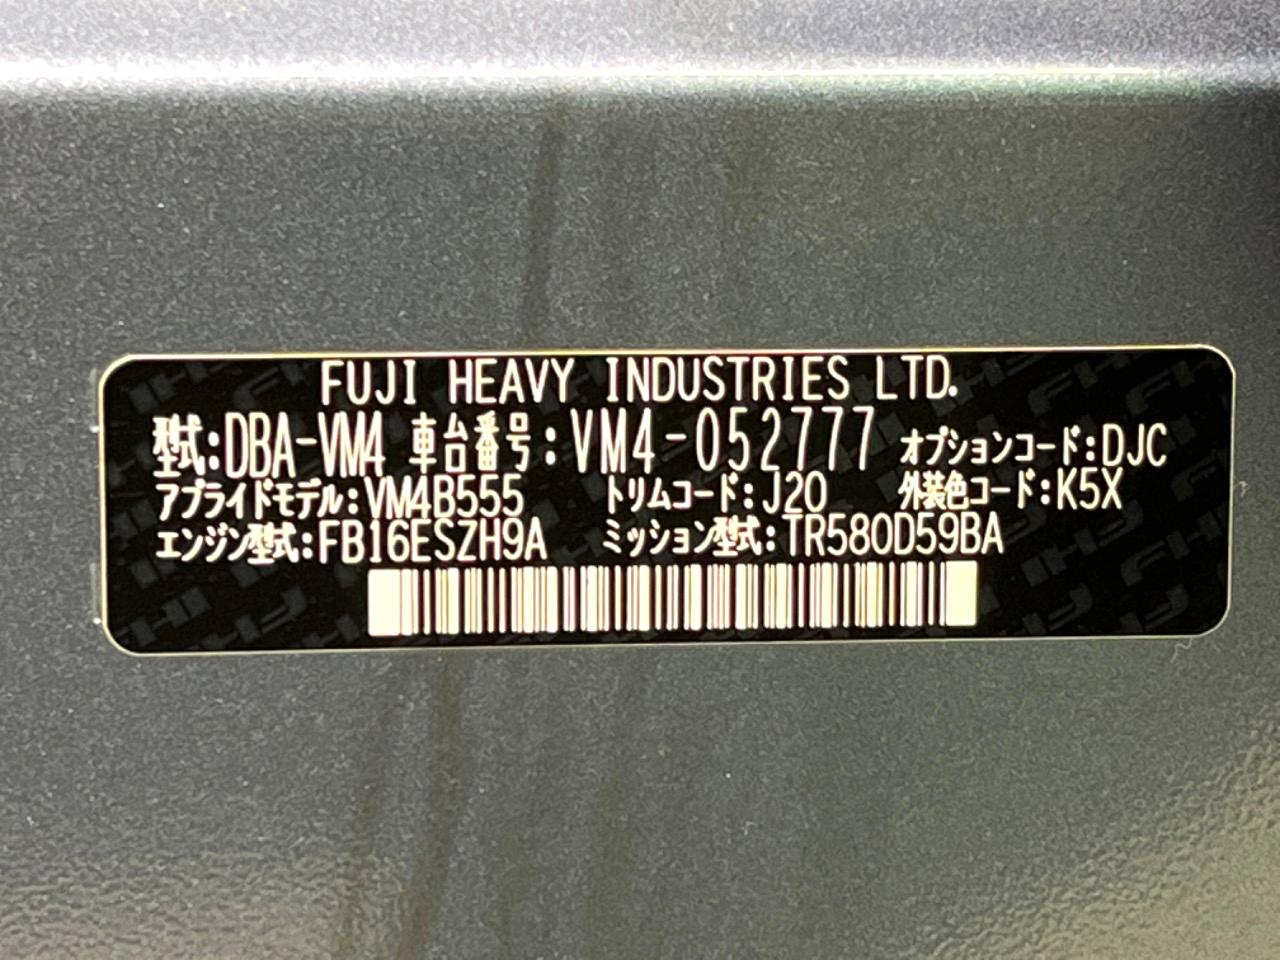 FUJI HEAVY INDUSTRIES LTD.
型式:DBA-VM4 車台番号:VM4-052777 オプションコード:DJC
アプライドモデル:VM4B555 トリムコード:J20 外装色コード:K5X
エンジン型式:FB16ESZH9A ミッション型式:TR580D59BA